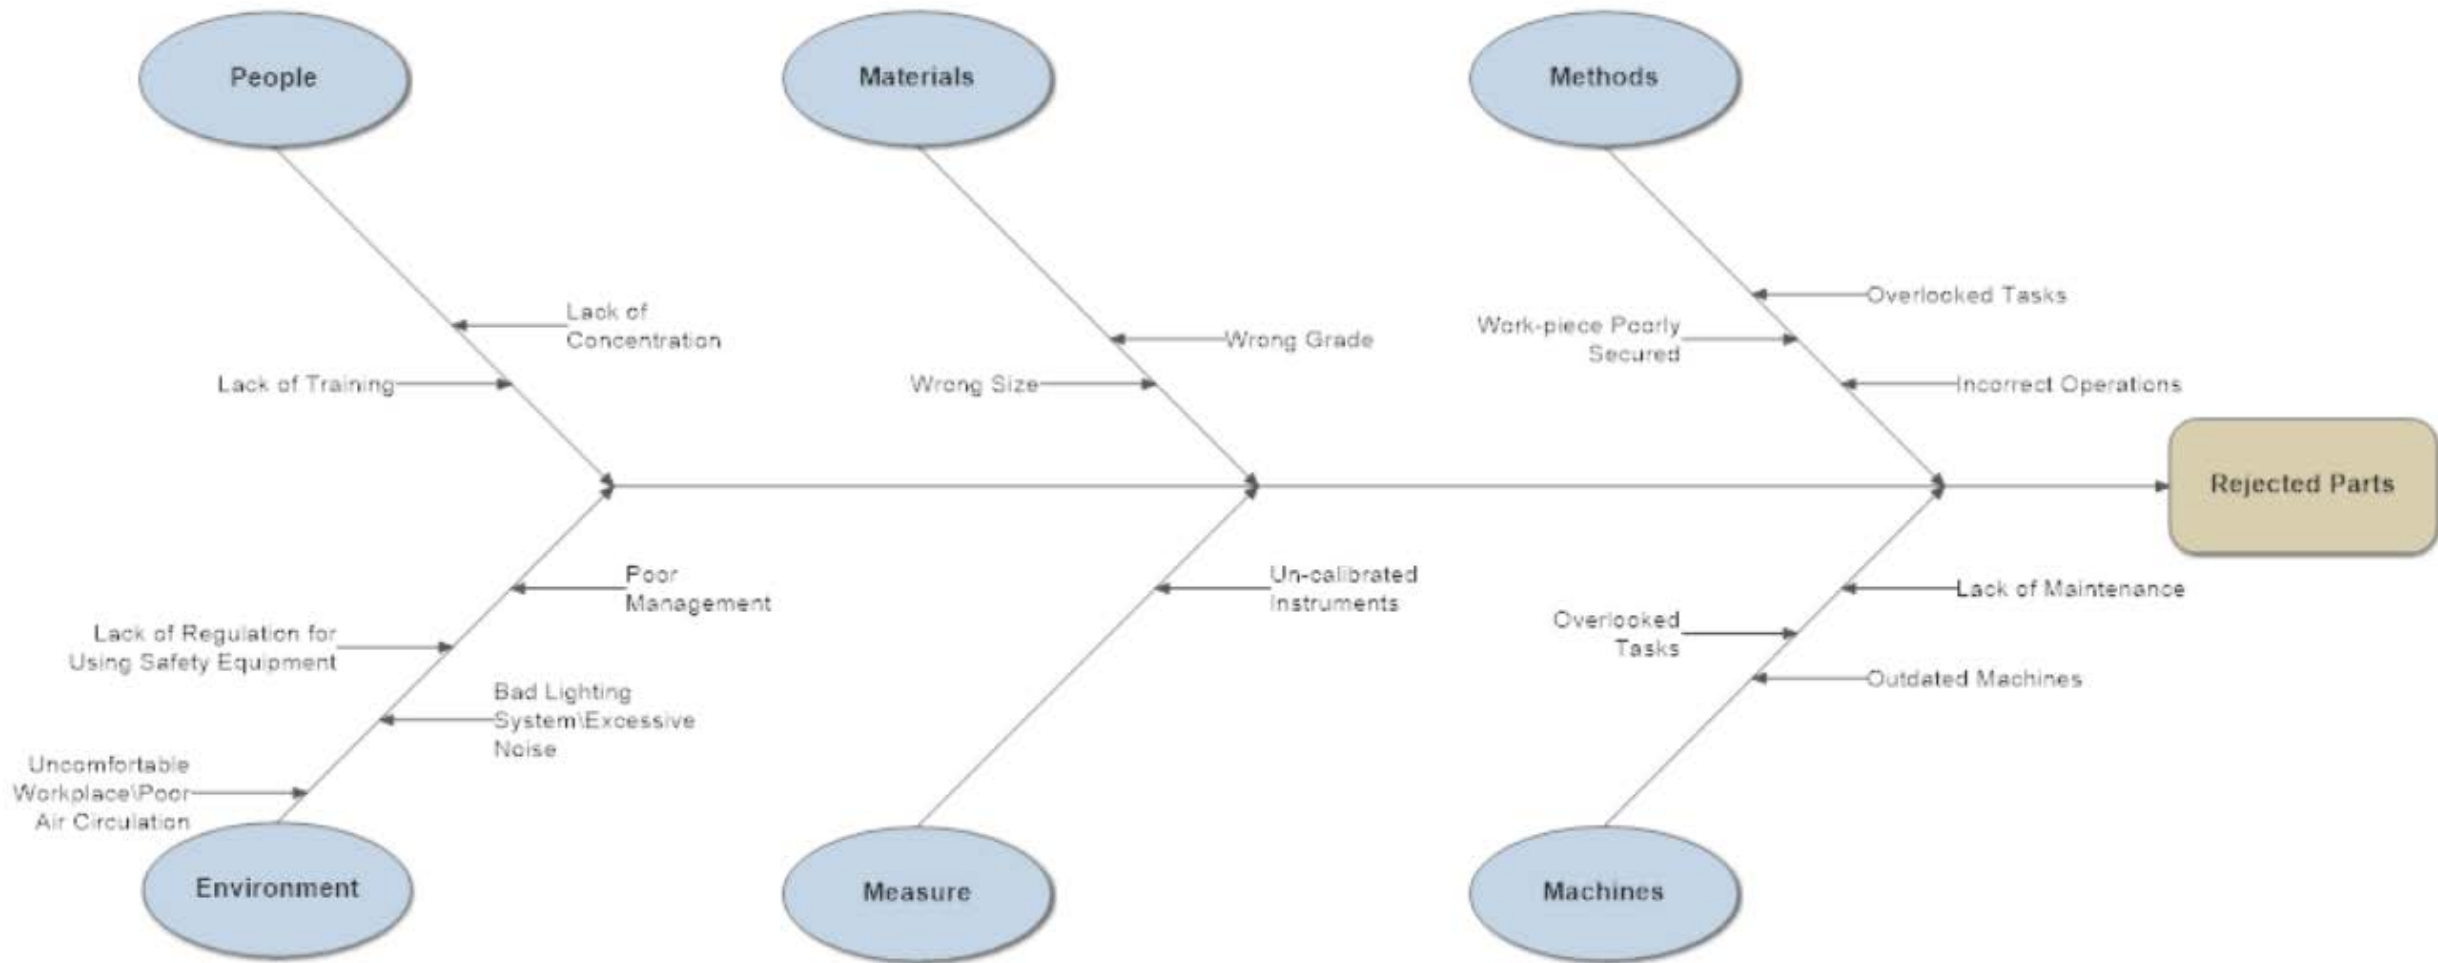 People
Materials
Methods
Overlooked Tasks
Lack of
Concentration
Work-piece Poorly
Secured
Wrong Grade
Lack of Training
Wrong Size
Incorrect Operations
Rejected Parts
Poor
Management
Un-calibrated
Instruments
Lack of Maintenance
Lack of Regulation for
Using Safety Equipment
Overlooked
Tasks
Outdated Machines
Bad Lighting
System\Excessive
Noise
Uncomfortable
Workplace\Poor
Air Circulation
Environment
Measure
Machines